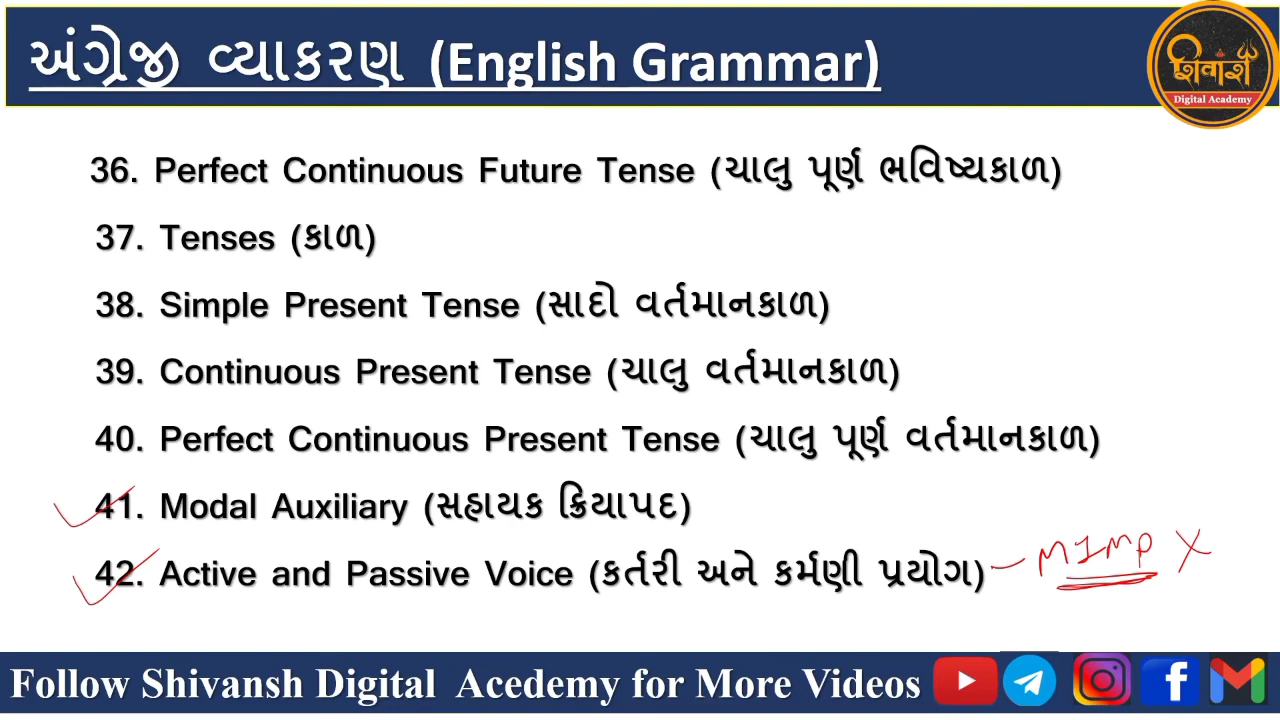 અંગ્રેજી વ્યાકરણ (English Grammar)
शिवांश
Digital Academy
36. Perfect Continuous Future Tense (ચાલુ પૂર્ણ ભવિષ્યકાળ)
37. Tenses (કાળ)
38. Simple Present Tense (સાદો વર્તમાનકાળ)
39. Continuous Present Tense (ચાલુ વર્તમાનકાળ)
40. Perfect Continuous Present Tense (ચાલુ પૂર્ણ વર્તમાનકાળ)
41. Modal Auxiliary (સહાયક ક્રિયાપદ)
42. Active and Passive Voice (કર્તરી અને કર્મણી પ્રયોગ) – MIMP X
Follow Shivansh Digital Acedemy for More Videos